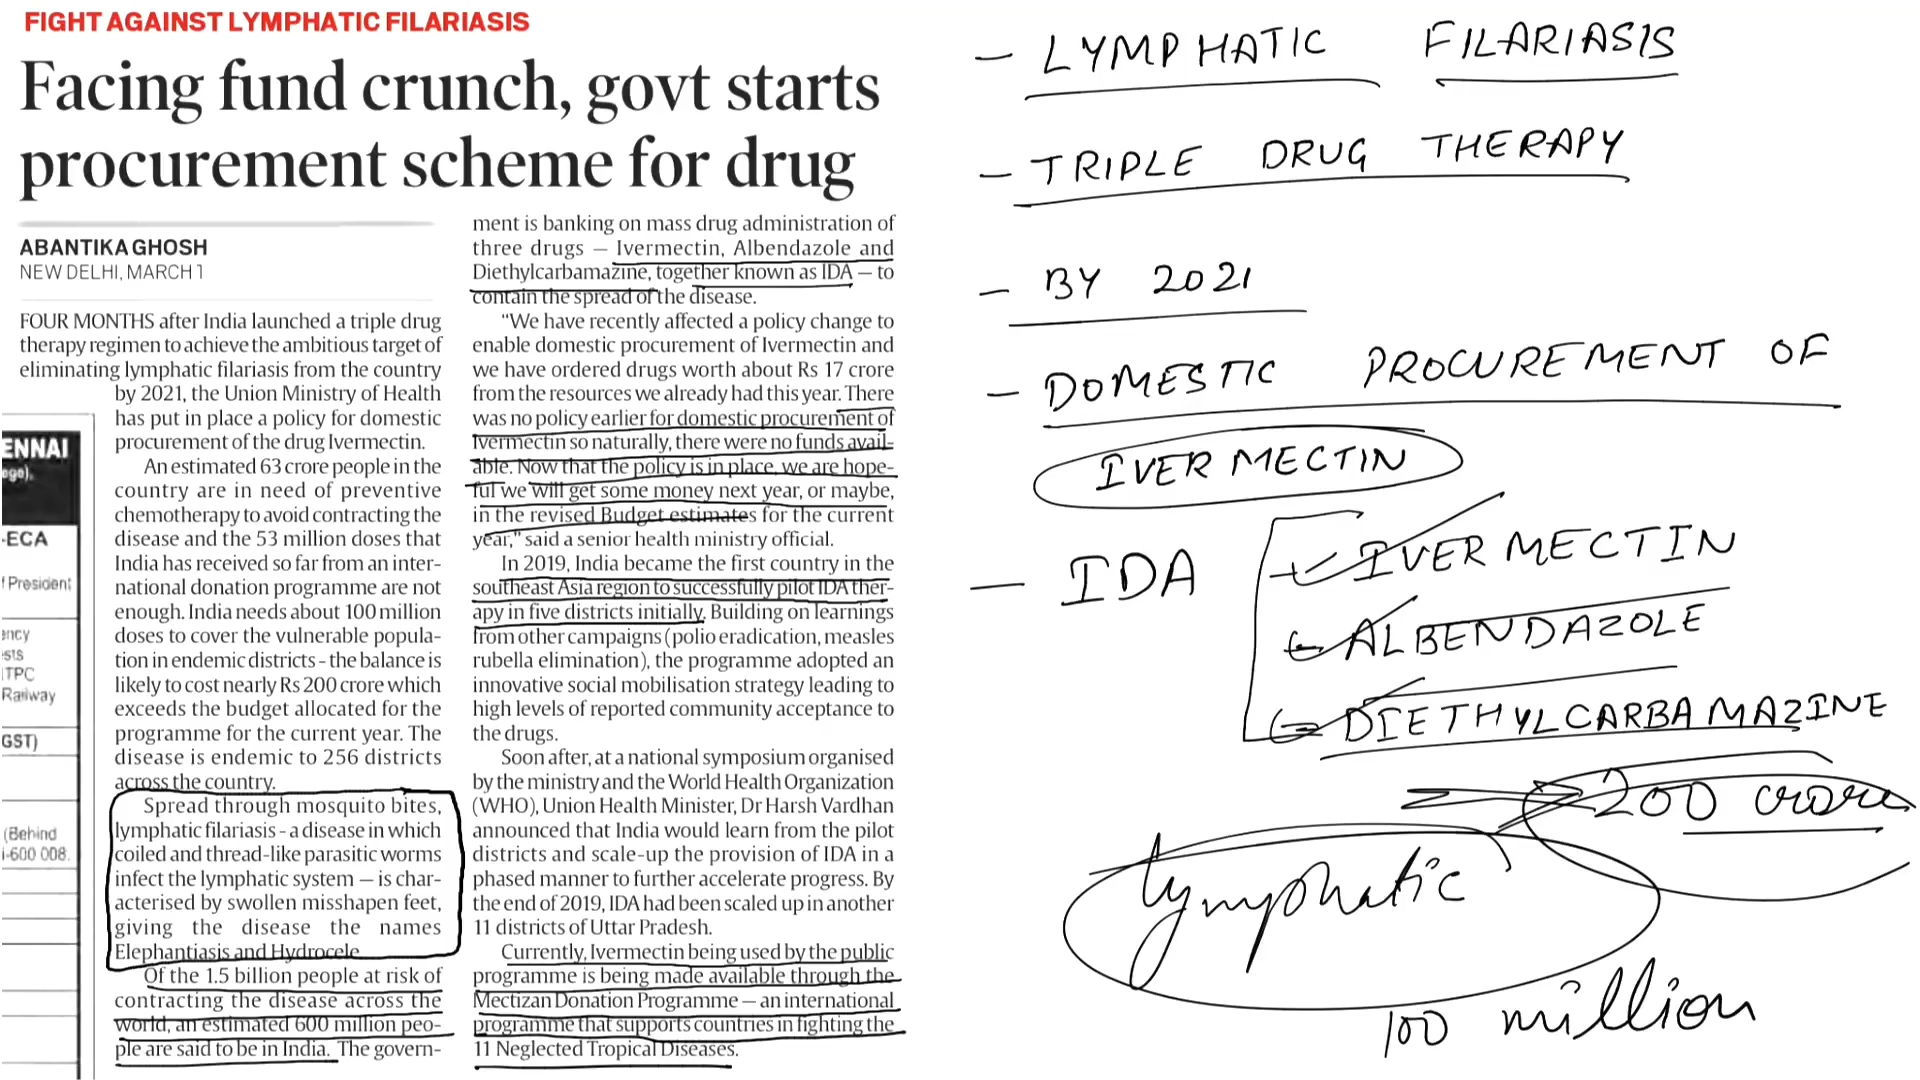 FIGHT AGAINST LYMPHATIC FILARIASIS
Facing fund crunch, govt starts
procurement scheme for drug
ABANTIKA GHOSH
NEW DELHI, MARCH 1
FOUR MONTHS after India launched a triple drug
therapy regimen to achieve the ambitious target of
eliminating lymphatic filariasis from the country
by 2021, the Union Ministry of Health
has put in place a policy for domestic
procurement of the drug Ivermectin.
An estimated 63 crore people in the
country are in need of preventive
chemotherapy to avoid contracting the
disease and the 53 million doses that
India has received so far from an inter-
national donation programme are not
enough. India needs about 100 million
doses to cover the vulnerable popula-
tion in endemic districts - the balance is
likely to cost nearly Rs 200 crore which
exceeds the budget allocated for the
programme for the current year. The
disease is endemic to 256 districts
across the country.
Spread through mosquito bites,
lymphatic filariasis - a disease in which
coiled and thread-like parasitic worms
infect the lymphatic system — is char-
acterised by swollen misshapen feet,
giving the disease the names
Elephantiasis and Hydrocele
Of the 1.5 billion people at risk of
contracting the disease across the
world, an estimated 600 million peo-
ple are said to be in India. The govern-
ment is banking on mass drug administration of
three drugs — Ivermectin, Albendazole and
Diethylcarbamazine, together known as IDA — to
contain the spread of the disease.
"We have recently affected a policy change to
enable domestic procurement of Ivermectin and
we have ordered drugs worth about Rs 17 crore
from the resources we already had this year. There
was no policy earlier for domestic procurement of
Ivermectin so naturally, there were no funds avail-
able. Now that the policy is in place, we are hope-
ful we will get some money next year, or maybe,
in the revised Budget estimates for the current
year," said a senior health ministry official.
In 2019, India became the first country in the
southeast Asia region to successfully pilot IDA ther-
apy in five districts initially. Building on learnings
from other campaigns (polio eradication, measles
rubella elimination), the programme adopted an
innovative social mobilisation strategy leading to
high levels of reported community acceptance to
the drugs.
Soon after, at a national symposium organised
by the ministry and the World Health Organization
(WHO), Union Health Minister, Dr Harsh Vardhan
announced that India would learn from the pilot
districts and scale-up the provision of IDA in a
phased manner to further accelerate progress. By
the end of 2019, IDA had been scaled up in another
11 districts of Uttar Pradesh.
Currently, Ivermectin being used by the public
programme is being made available through the
Mectizan Donation Programme — an international
programme that supports countries in fighting the
11 Neglected Tropical Diseases.
ENNAI
ege),
-ECA
f President
ency
sts
TPC
Railway
GST)
(Behind
i-600 008.
- LYMPHATIC FILARIASIS
- TRIPLE DRUG THERAPY
- BY 2021
- DOMESTIC PROCUREMENT OF
IVERMECTIN
- IDA
IVERMECTIN
ALBENDAZOLE
DIETHYLCARBAMAZINE
200 crore
lymphatic
100 million